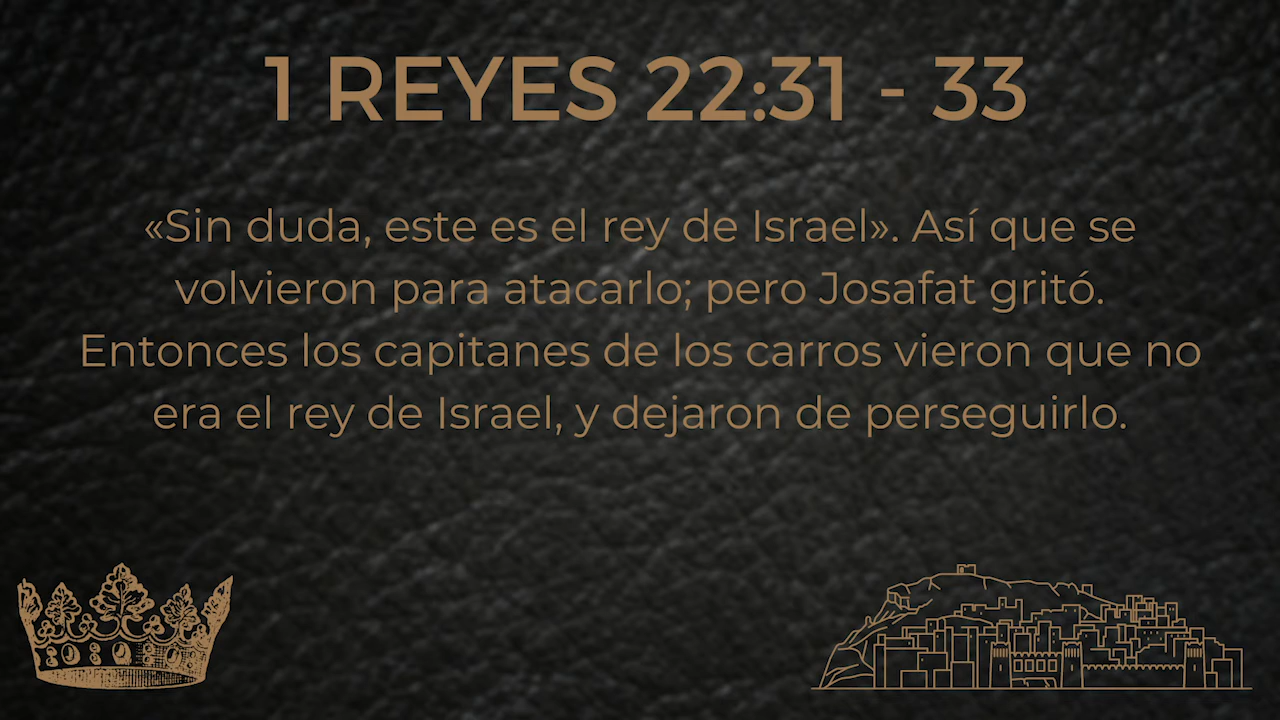 1 REYES 22:31 - 33
«Sin duda, este es el rey de Israel». Así que se
volvieron para atacarlo; pero Josafat gritó.
Entonces los capitanes de los carros vieron que no
era el rey de Israel, y dejaron de perseguirlo.